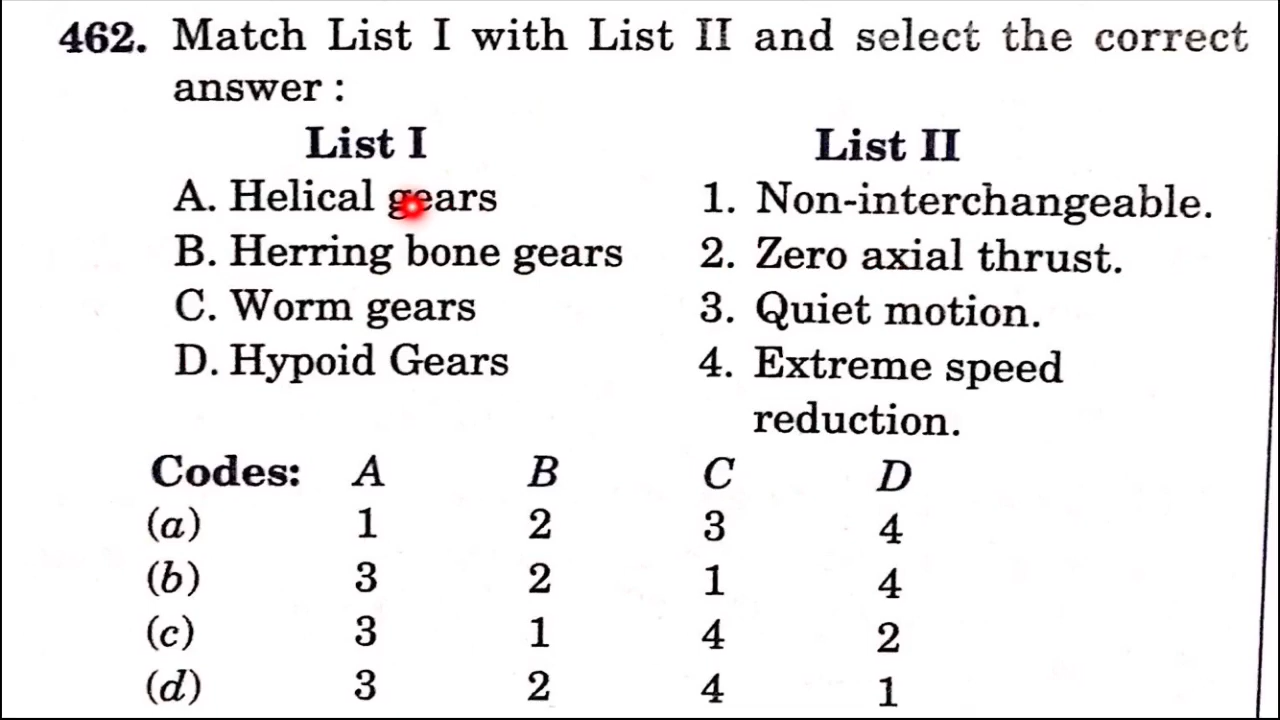 462. Match List I with List II and select the correct
answer :
List I List II
A. Helical gears 1. Non-interchangeable.
B. Herring bone gears 2. Zero axial thrust.
C. Worm gears 3. Quiet motion.
D. Hypoid Gears 4. Extreme speed
reduction.
Codes: A B C D
(a) 1 2 3 4
(b) 3 2 1 4
(c) 3 1 4 2
(d) 3 2 4 1